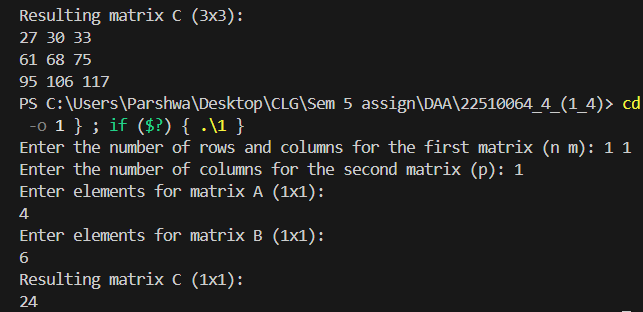 Resulting matrix C (3x3):
27 30 33
61 68 75
95 106 117
PS C:\Users\Parshwa\Desktop\CLG\Sem 5 assign\DAA\22510064_4_(1_4)> cd
-o 1 } ; if ($?) { .\1 }
Enter the number of rows and columns for the first matrix (n m): 1 1
Enter the number of columns for the second matrix (p): 1
Enter elements for matrix A (1x1):
4
Enter elements for matrix B (1x1):
6
Resulting matrix C (1x1):
24